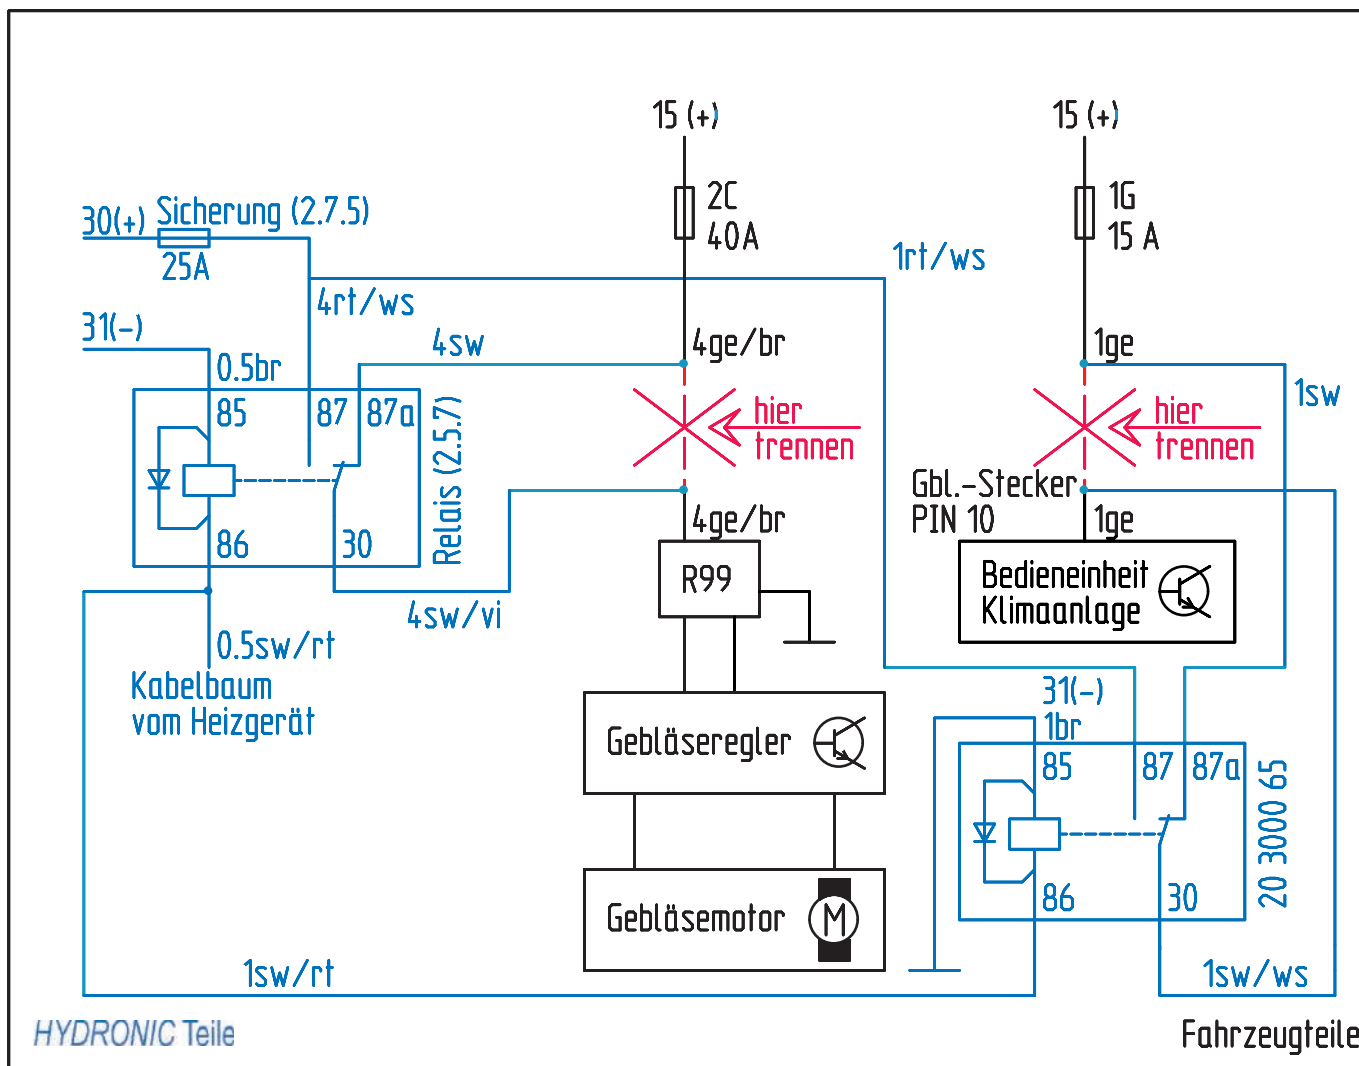 15 (+)
15 (+)
2C
40A
1G
15 A
30(+)
Sicherung (2.7.5)
25A
1rt/ws
4rt/ws
31(-)
4sw
4ge/br
1ge
0.5br
1sw
85
87
87a
hier
trennen
hier
trennen
Relais (2.5.7)
Gbl.-Stecker
PIN 10
4ge/br
1ge
86
30
R99
Bedieneinheit
Klimaanlage
4sw/vi
0.5sw/rt
Kabelbaum
vom Heizgerät
31(-)
1br
Gebläseregler
85
87
87a
20 3000 65
86
30
Gebläsemotor
M
1sw/rt
1sw/ws
HYDRONIC Teile
Fahrzeugteile